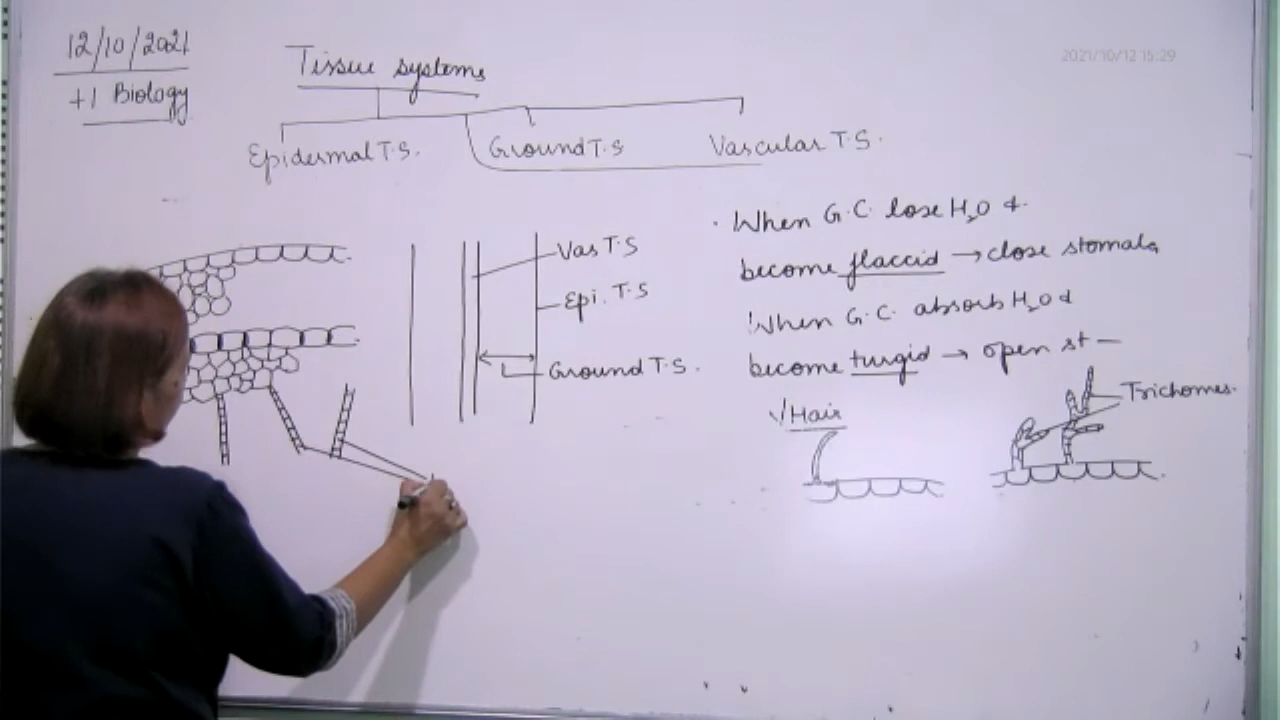 12/10/2021
+1 Biology
2021/10/12 15:29
Tissue systems
Epidermal T.S.
Ground T.S
Vascular T.S.
Vas T.S
Epi. T.S
Ground T.S.
When G.C. lose H2O &
become flaccid → close stomata
When G.C. absorb H2O &
become turgid → open st —
Hair
Trichomes.